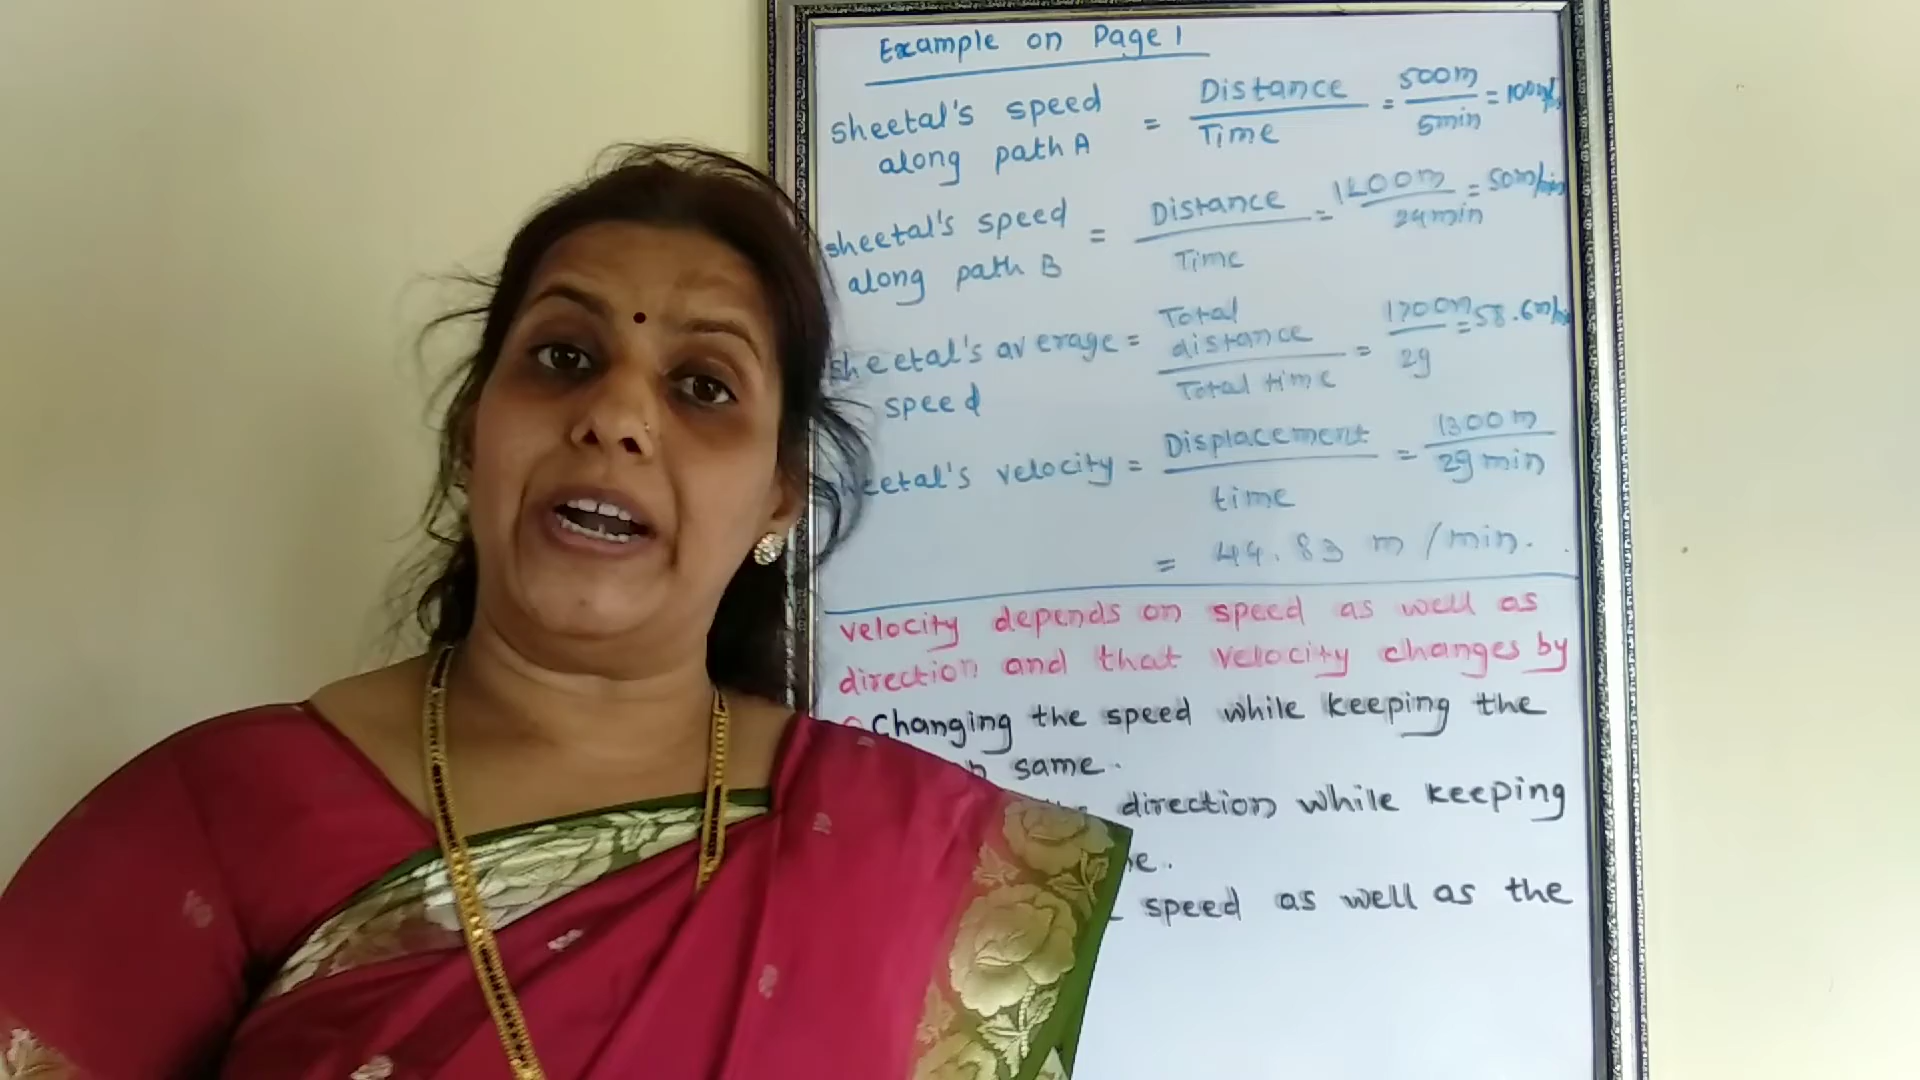 Example on Page 1
Sheetal's speed along path A = Distance / Time = 500m / 5min = 100m/
sheetal's speed along path B = Distance / Time = 1200m / 24min = 50m/min
sheetal's average speed = Total distance / Total time = 1700m / 29 = 58.6m/
sheetal's velocity = Displacement / time = 1300m / 29 min
= 44.83 m / min.
velocity depends on speed as well as
direction and that velocity changes by
Changing the speed while keeping the
same.
direction while keeping
speed as well as the